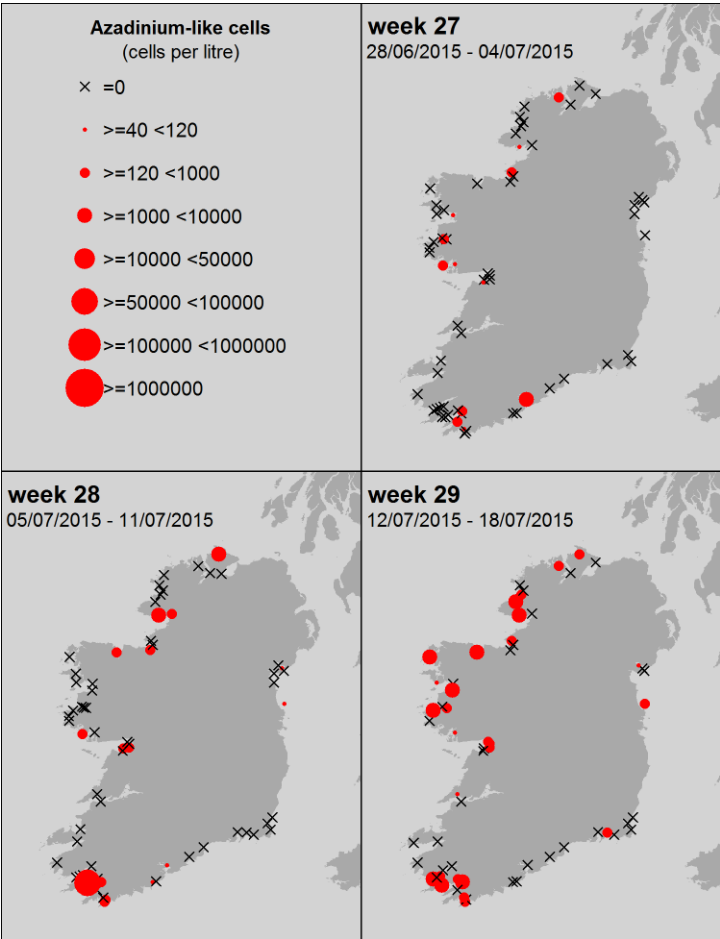 Azadinium-like cells
(cells per litre)
=0
>=40 <120
>=120 <1000
>=1000 <10000
>=10000 <50000
>=50000 <100000
>=100000 <1000000
>=1000000
week 27
28/06/2015 - 04/07/2015
week 28
05/07/2015 - 11/07/2015
week 29
12/07/2015 - 18/07/2015